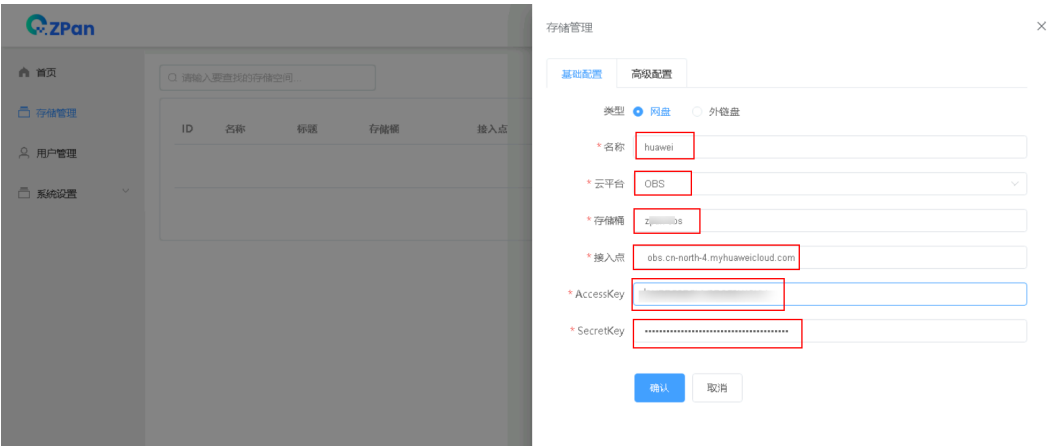 ZPan
首页
存储管理
用户管理
系统设置
请输入要查找的存储空间
ID 名称 标题 存储桶 接入点
存储管理
基础配置 高级配置
类型 网盘 外链盘
* 名称 huawei
* 云平台 OBS
* 存储桶
* 接入点 obs.cn-north-4.myhuaweicloud.com
* AccessKey
* SecretKey
确认 取消